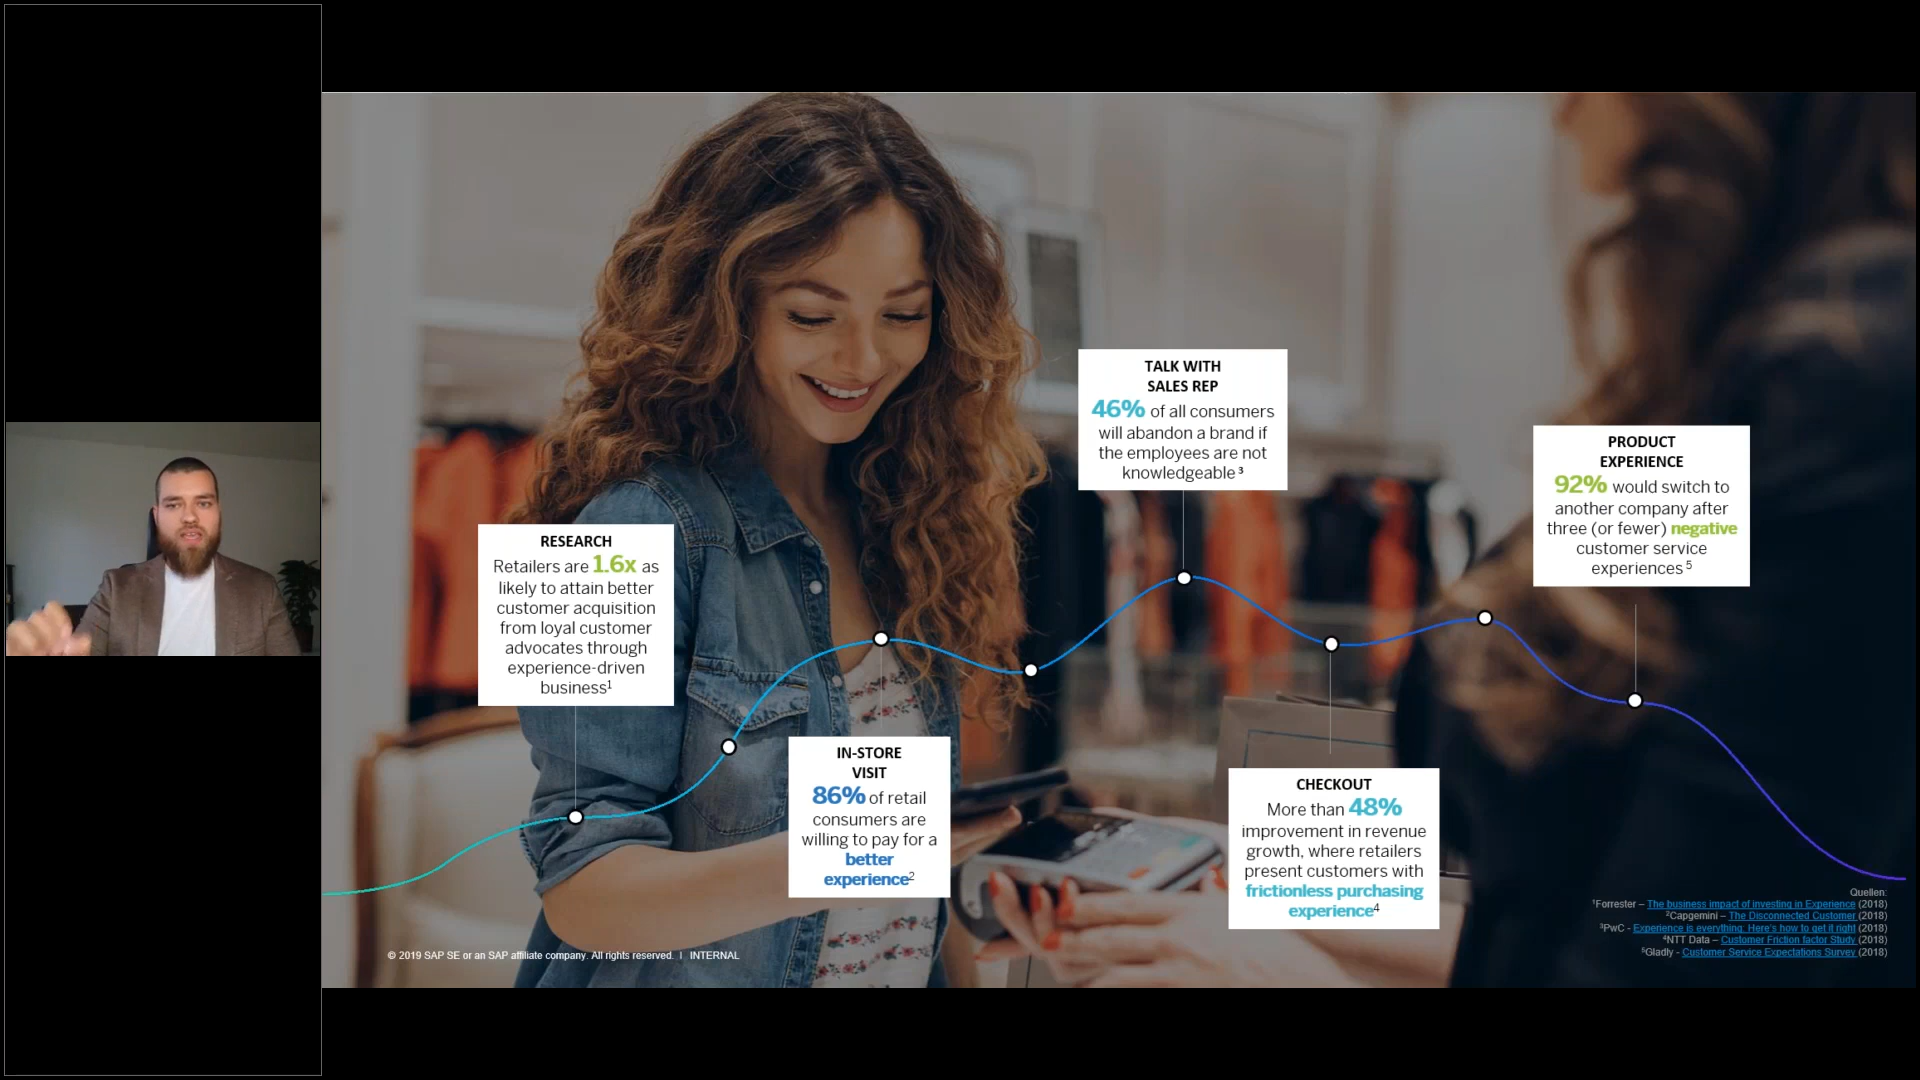 RESEARCH
Retailers are 1.6x as
likely to attain better
customer acquisition
from loyal customer
advocates through
experience-driven
business¹
IN-STORE
VISIT
86% of retail
consumers are
willing to pay for a
better
experience²
TALK WITH
SALES REP
46% of all consumers
will abandon a brand if
the employees are not
knowledgeable ³
CHECKOUT
More than 48%
improvement in revenue
growth, where retailers
present customers with
frictionless purchasing
experience⁴
PRODUCT
EXPERIENCE
92% would switch to
another company after
three (or fewer) negative
customer service
experiences ⁵
Quellen:
¹Forrester – The business impact of investing in Experience (2018)
²Capgemini – The Disconnected Customer (2018)
³PwC - Experience is everything: Here's how to get it right (2018)
⁴NTT Data – Customer Friction factor Study (2018)
⁵Gladly - Customer Service Expectations Survey (2018)
© 2019 SAP SE or an SAP affiliate company. All rights reserved. | INTERNAL